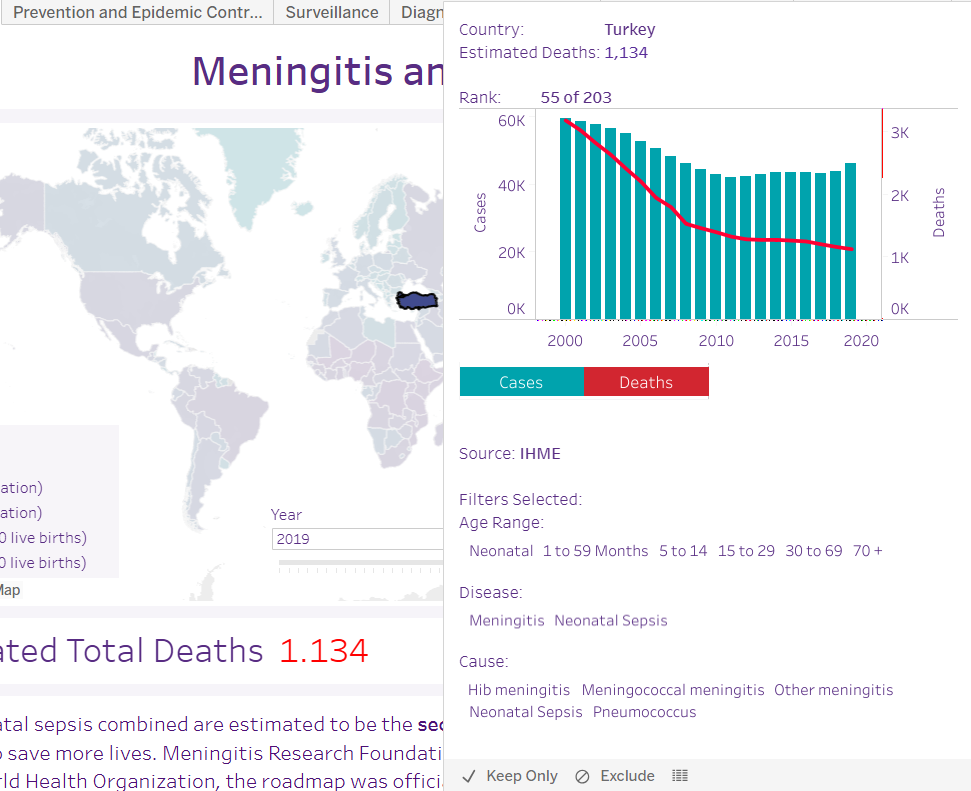 Prevention and Epidemic Contr...
Surveillance
Diagn
Meningitis an
ation)
ation)
0 live births)
0 live births)
Map
Year
2019
ated Total Deaths 1.134
atal sepsis combined are estimated to be the sec
o save more lives. Meningitis Research Foundati
rld Health Organization, the roadmap was officia
Country: Turkey
Estimated Deaths: 1,134
Rank: 55 of 203
60K
40K
20K
0K
Cases
3K
2K
1K
0K
Deaths
2000 2005 2010 2015 2020
Cases Deaths
Source: IHME
Filters Selected:
Age Range:
Neonatal 1 to 59 Months 5 to 14 15 to 29 30 to 69 70 +
Disease:
Meningitis Neonatal Sepsis
Cause:
Hib meningitis Meningococcal meningitis Other meningitis
Neonatal Sepsis Pneumococcus
Keep Only Exclude